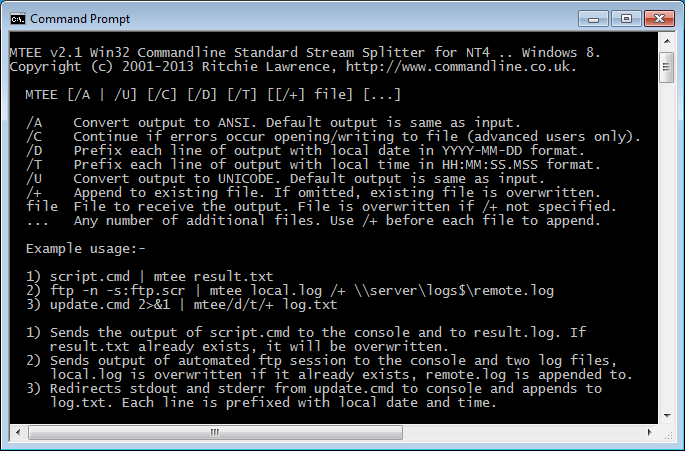 Command Prompt
MTEE v2.1 Win32 Commandline Standard Stream Splitter for NT4 .. Windows 8.
Copyright (c) 2001-2013 Ritchie Lawrence, http://www.commandline.co.uk.
MTEE [/A | /U] [/C] [/D] [/T] [[/+] file] [...]
/A    Convert output to ANSI. Default output is same as input.
/C    Continue if errors occur opening/writing to file (advanced users only).
/D    Prefix each line of output with local date in YYYY-MM-DD format.
/T    Prefix each line of output with local time in HH:MM:SS.MSS format.
/U    Convert output to UNICODE. Default output is same as input.
/+    Append to existing file. If omitted, existing file is overwritten.
file  File to receive the output. File is overwritten if /+ not specified.
...   Any number of additional files. Use /+ before each file to append.
Example usage:-
1) script.cmd | mtee result.txt
2) ftp -n -s:ftp.scr | mtee local.log /+ \\server\logs$\remote.log
3) update.cmd 2>&1 | mtee/d/t/+ log.txt
1) Sends the output of script.cmd to the console and to result.log. If
result.txt already exists, it will be overwritten.
2) Sends output of automated ftp session to the console and two log files,
local.log is overwritten if it already exists, remote.log is appended to.
3) Redirects stdout and stderr from update.cmd to console and appends to
log.txt. Each line is prefixed with local date and time.